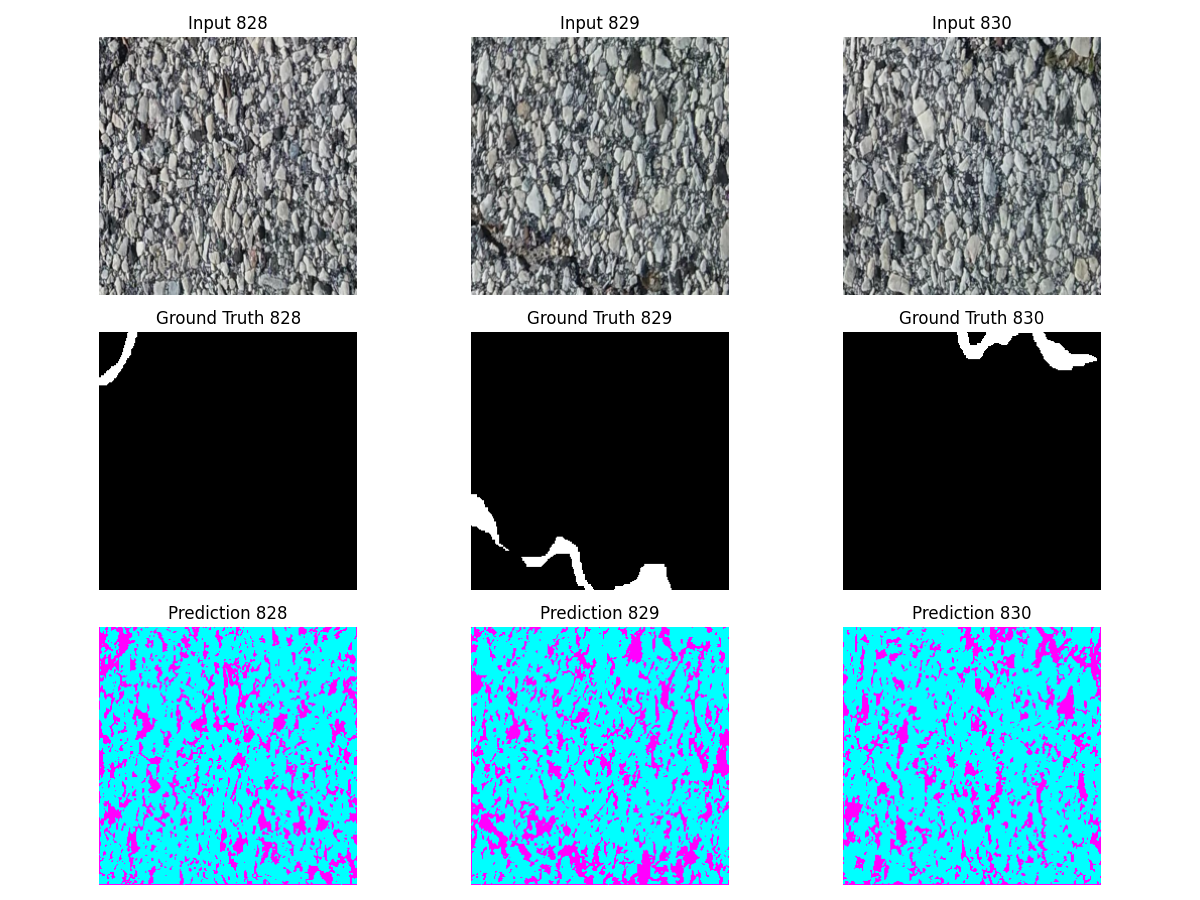 Input 828
Input 829
Input 830
Ground Truth 828
Ground Truth 829
Ground Truth 830
Prediction 828
Prediction 829
Prediction 830